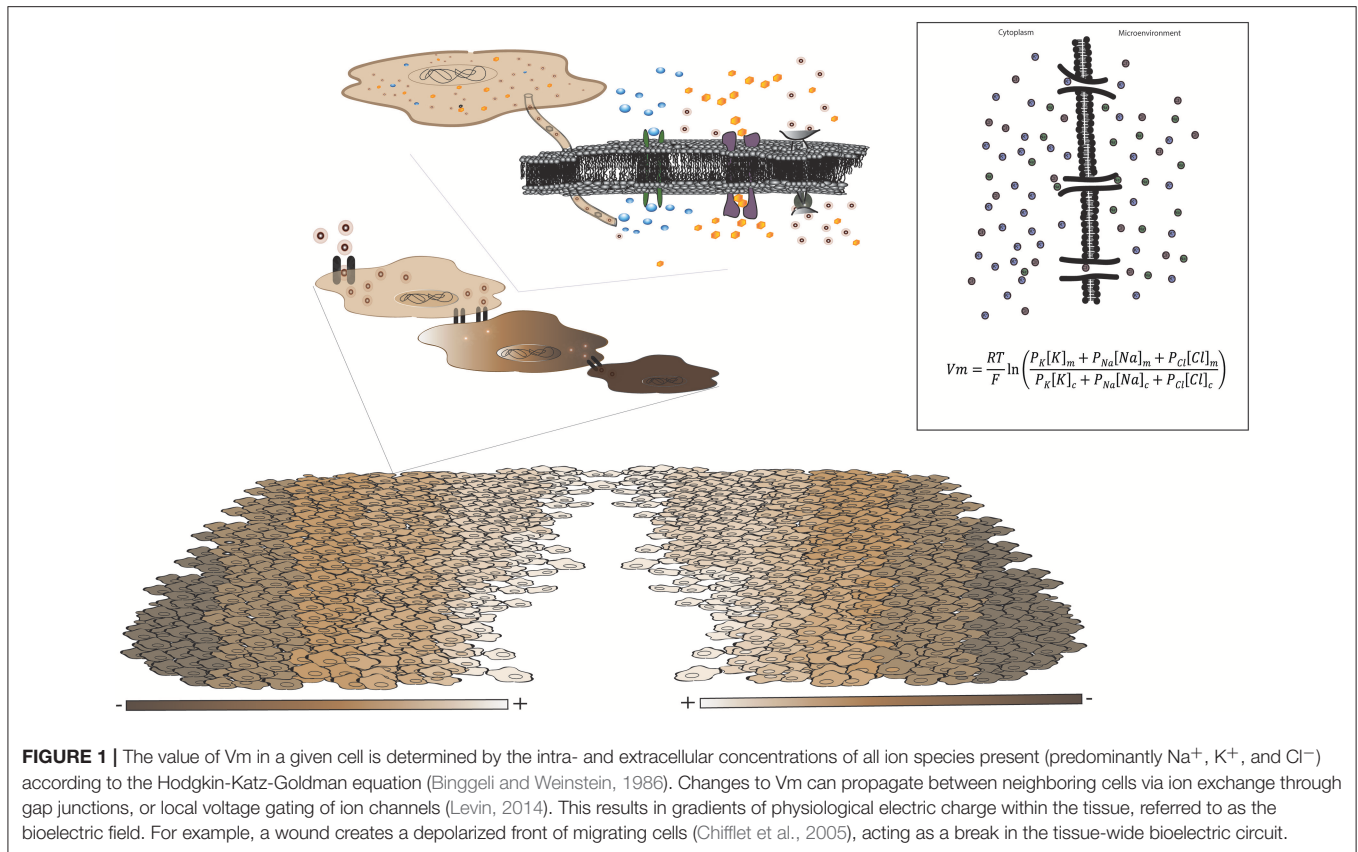 Cytoplasm Microenvironment
Vm = RT/F ln(P_K[K]_m + P_Na[Na]_m + P_Cl[Cl]_m / P_K[K]_c + P_Na[Na]_c + P_Cl[Cl]_c)
- + + -
FIGURE 1 | The value of Vm in a given cell is determined by the intra- and extracellular concentrations of all ion species present (predominantly Na⁺, K⁺, and Cl⁻)
according to the Hodgkin-Katz-Goldman equation (Binggeli and Weinstein, 1986). Changes to Vm can propagate between neighboring cells via ion exchange through
gap junctions, or local voltage gating of ion channels (Levin, 2014). This results in gradients of physiological electric charge within the tissue, referred to as the
bioelectric field. For example, a wound creates a depolarized front of migrating cells (Chifflet et al., 2005), acting as a break in the tissue-wide bioelectric circuit.